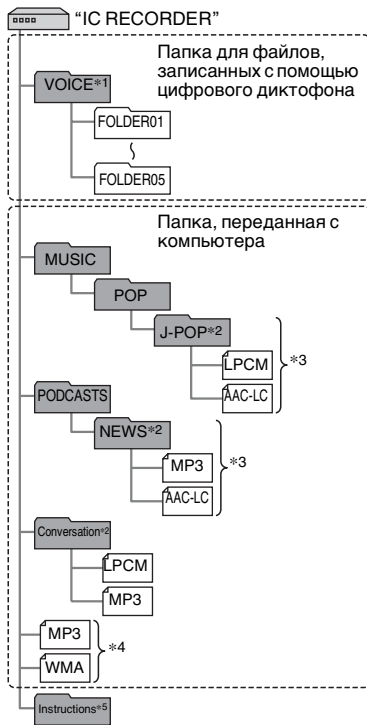 “IC RECORDER”
Папка для файлов,
записанных с помощью
цифрового диктофона
VOICE*1
FOLDER01
FOLDER05
Папка, переданная с
компьютера
MUSIC
POP
J-POP*2
LPCM
*3
AAC-LC
PODCASTS
NEWS*2
*3
MP3
AAC-LC
Conversation*2
LPCM
MP3
MP3
*4
WMA
Instructions*5